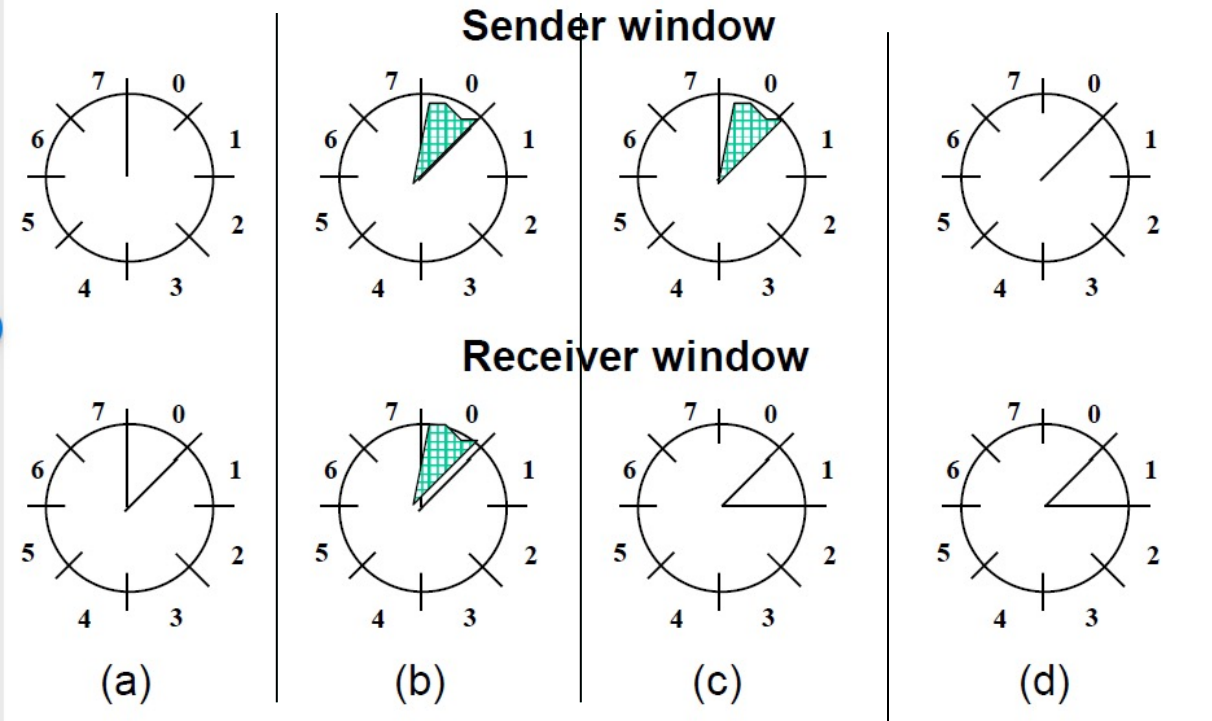 Sender window
7 0 7 0 7 0 7 0
6 1 6 1 6 1 6 1
5 2 5 2 5 2 5 2
4 3 4 3 4 3 4 3
Receiver window
7 0 7 0 7 0 7 0
6 1 6 1 6 1 6 1
5 2 5 2 5 2 5 2
4 3 4 3 4 3 4 3
(a) (b) (c) (d)